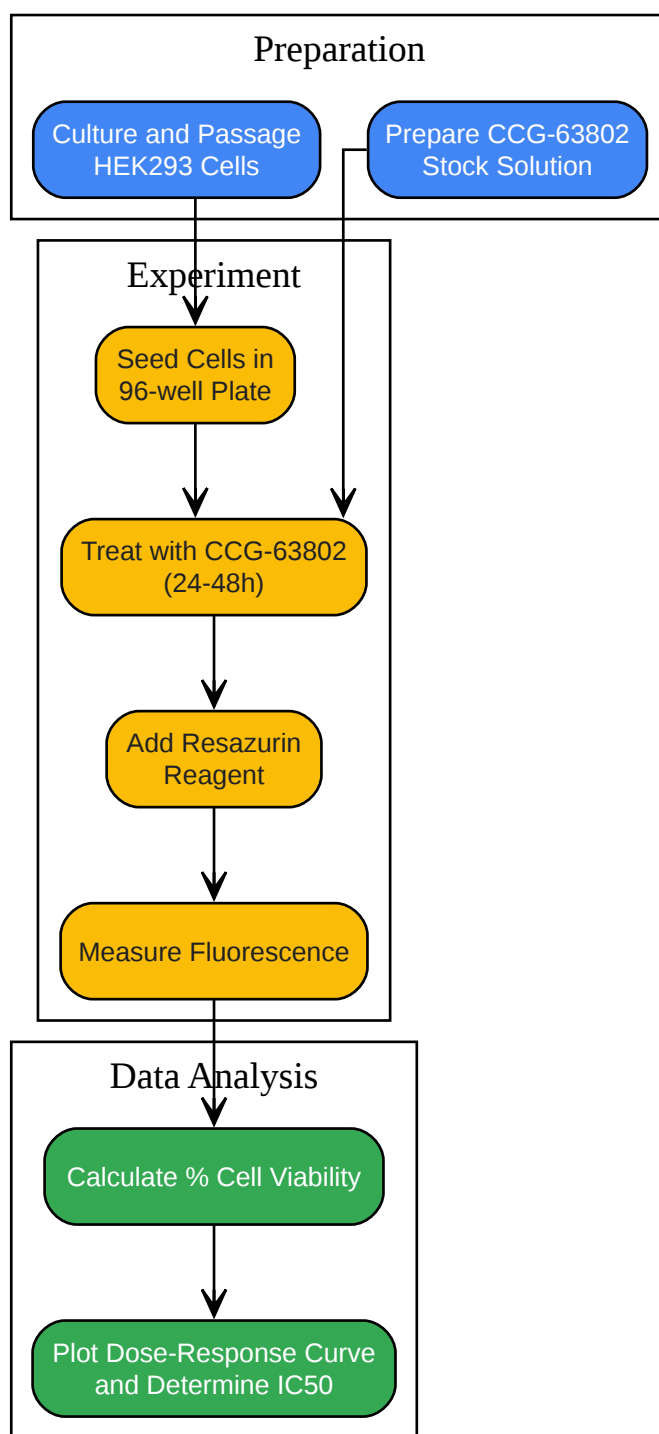 Preparation
Culture and Passage
HEK293 Cells
Prepare CCG-63802
Stock Solution
Experiment
Seed Cells in
96-well Plate
Treat with CCG-63802
(24-48h)
Add Resazurin
Reagent
Measure Fluorescence
Data Analysis
Calculate % Cell Viability
Plot Dose-Response Curve
and Determine IC50